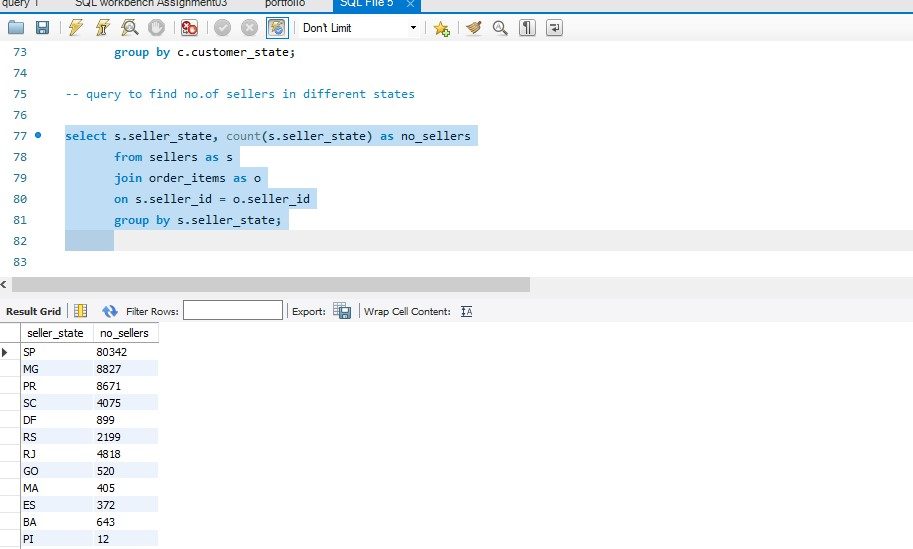 query 1 SQL workbench Assignment03 portfolio SQL File 5
Don't Limit
73 group by c.customer_state;
74
75 -- query to find no.of sellers in different states
76
77 select s.seller_state, count(s.seller_state) as no_sellers
78 from sellers as s
79 join order_items as o
80 on s.seller_id = o.seller_id
81 group by s.seller_state;
82
83
Result Grid Filter Rows: Export: Wrap Cell Content:
seller_state no_sellers
SP 80342
MG 8827
PR 8671
SC 4075
DF 899
RS 2199
RJ 4818
GO 520
MA 405
ES 372
BA 643
PI 12